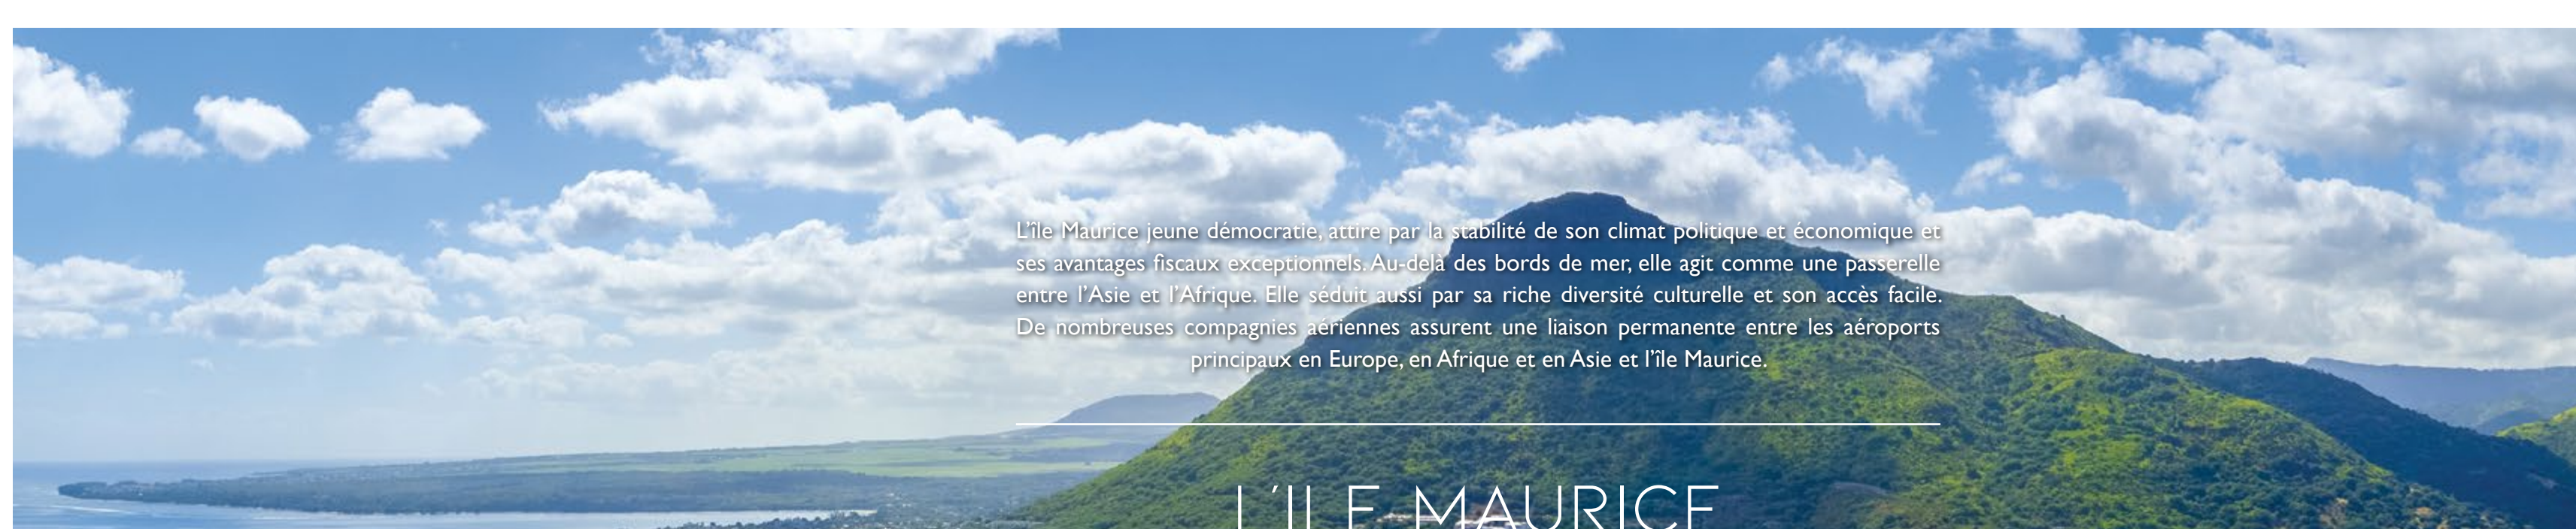 L'île Maurice jeune démocratie, attire par la stabilité de son climat politique et économique et
ses avantages fiscaux exceptionnels. Au-delà des bords de mer, elle agit comme une passerelle
entre l'Asie et l'Afrique. Elle séduit aussi par sa riche diversité culturelle et son accès facile.
De nombreuses compagnies aériennes assurent une liaison permanente entre les aéroports
principaux en Europe, en Afrique et en Asie et l'île Maurice.
L'ILE MAURICE